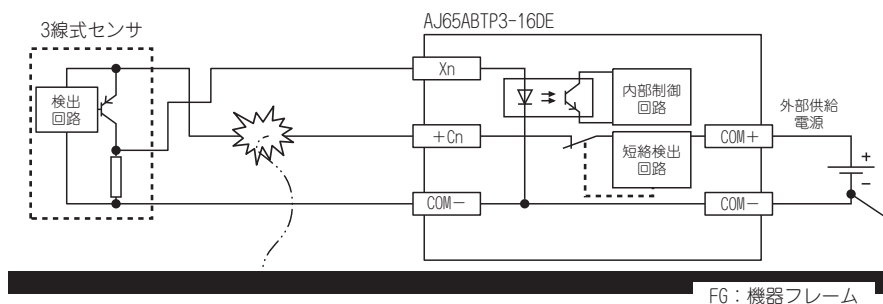 AJ65ABTP3-16DE
3線式センサ
検出
回路
Xn
+Cn
COM-
内部制御
回路
短絡検出
回路
COM+
COM-
外部供給
電源
+
-
FG：機器フレーム